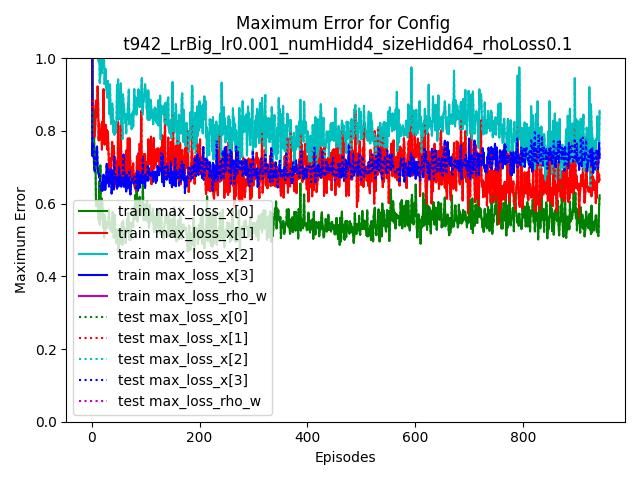 Maximum Error for Config
t942_LrBig_lr0.001_numHidd4_sizeHidd64_rhoLoss0.1
1.0
0.8
0.6
0.4
0.2
0.0
Maximum Error
train max_loss_x[0]
train max_loss_x[1]
train max_loss_x[2]
train max_loss_x[3]
train max_loss_rho_w
test max_loss_x[0]
test max_loss_x[1]
test max_loss_x[2]
test max_loss_x[3]
test max_loss_rho_w
0 200 400 600 800
Episodes